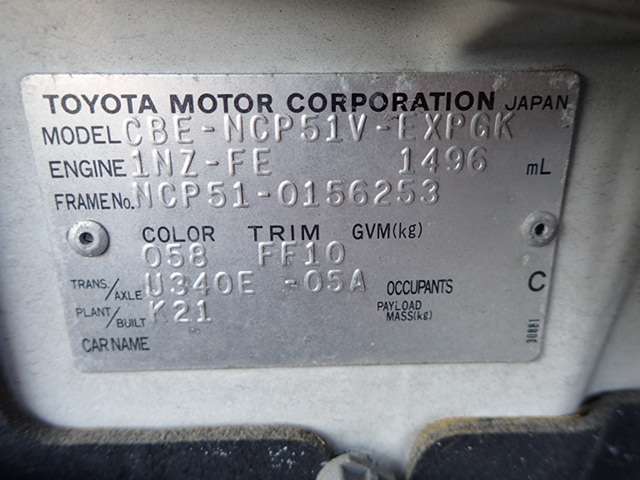 TOYOTA MOTOR CORPORATION JAPAN
MODEL CBE-NCP51V-EXPGK
ENGINE 1NZ-FE 1496 mL
FRAME No. NCP51-0156253
COLOR TRIM GVM(kg)
058 FF10
TRANS./AXLE U340E -05A OCCUPANTS C
PLANT/BUILT K21 PAYLOAD MASS(kg)
CAR NAME
30881